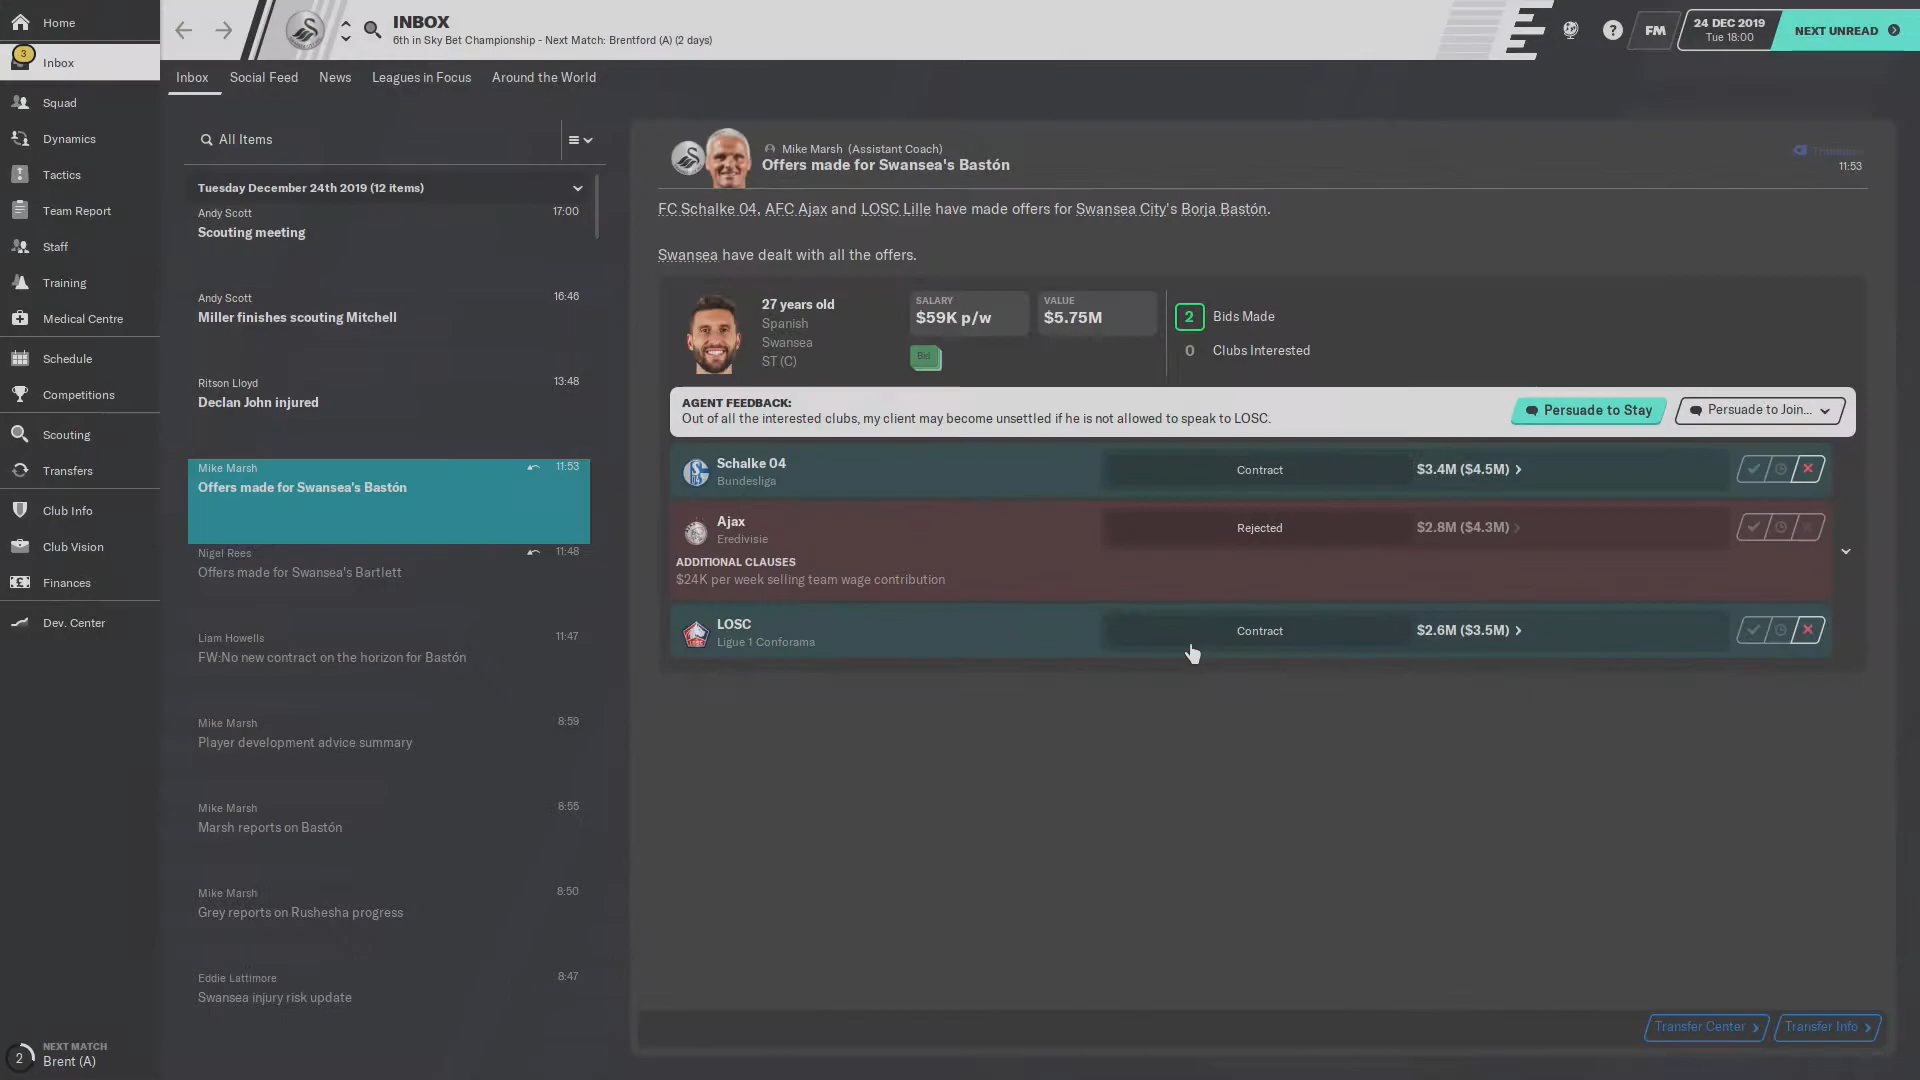 Home
Inbox
3
Squad
Dynamics
Tactics
Team Report
Staff
Training
Medical Centre
Schedule
Competitions
Scouting
Transfers
Club Info
Club Vision
Finances
Dev. Center
2
NEXT MATCH
Brent (A)
INBOX
6th in Sky Bet Championship - Next Match: Brentford (A) (2 days)
?
FM
24 DEC 2019
Tue 18:00
NEXT UNREAD
Inbox
Social Feed
News
Leagues in Focus
Around the World
All Items
Tuesday December 24th 2019 (12 items)
Andy Scott 17:00
Scouting meeting
Andy Scott 16:46
Miller finishes scouting Mitchell
Ritson Lloyd 13:48
Declan John injured
Mike Marsh 11:53
Offers made for Swansea's Bastón
Nigel Rees 11:48
Offers made for Swansea's Bartlett
Liam Howells 11:47
FW:No new contract on the horizon for Bastón
Mike Marsh 8:59
Player development advice summary
Mike Marsh 8:55
Marsh reports on Bastón
Mike Marsh 8:50
Grey reports on Rushesha progress
Eddie Lattimore 8:47
Swansea injury risk update
Mike Marsh (Assistant Coach)
Offers made for Swansea's Bastón
Transfers
11:53
FC Schalke 04, AFC Ajax and LOSC Lille have made offers for Swansea City's Borja Bastón.
Swansea have dealt with all the offers.
27 years old
Spanish
Swansea
ST (C)
SALARY
$59K p/w
VALUE
$5.75M
Bid
2 Bids Made
0 Clubs Interested
AGENT FEEDBACK:
Out of all the interested clubs, my client may become unsettled if he is not allowed to speak to LOSC.
Persuade to Stay
Persuade to Join...
Schalke 04
Bundesliga
Contract
$3.4M ($4.5M)
Ajax
Eredivisie
Rejected
$2.8M ($4.3M)
ADDITIONAL CLAUSES
$24K per week selling team wage contribution
LOSC
Ligue 1 Conforama
Contract
$2.6M ($3.5M)
Transfer Center
Transfer Info